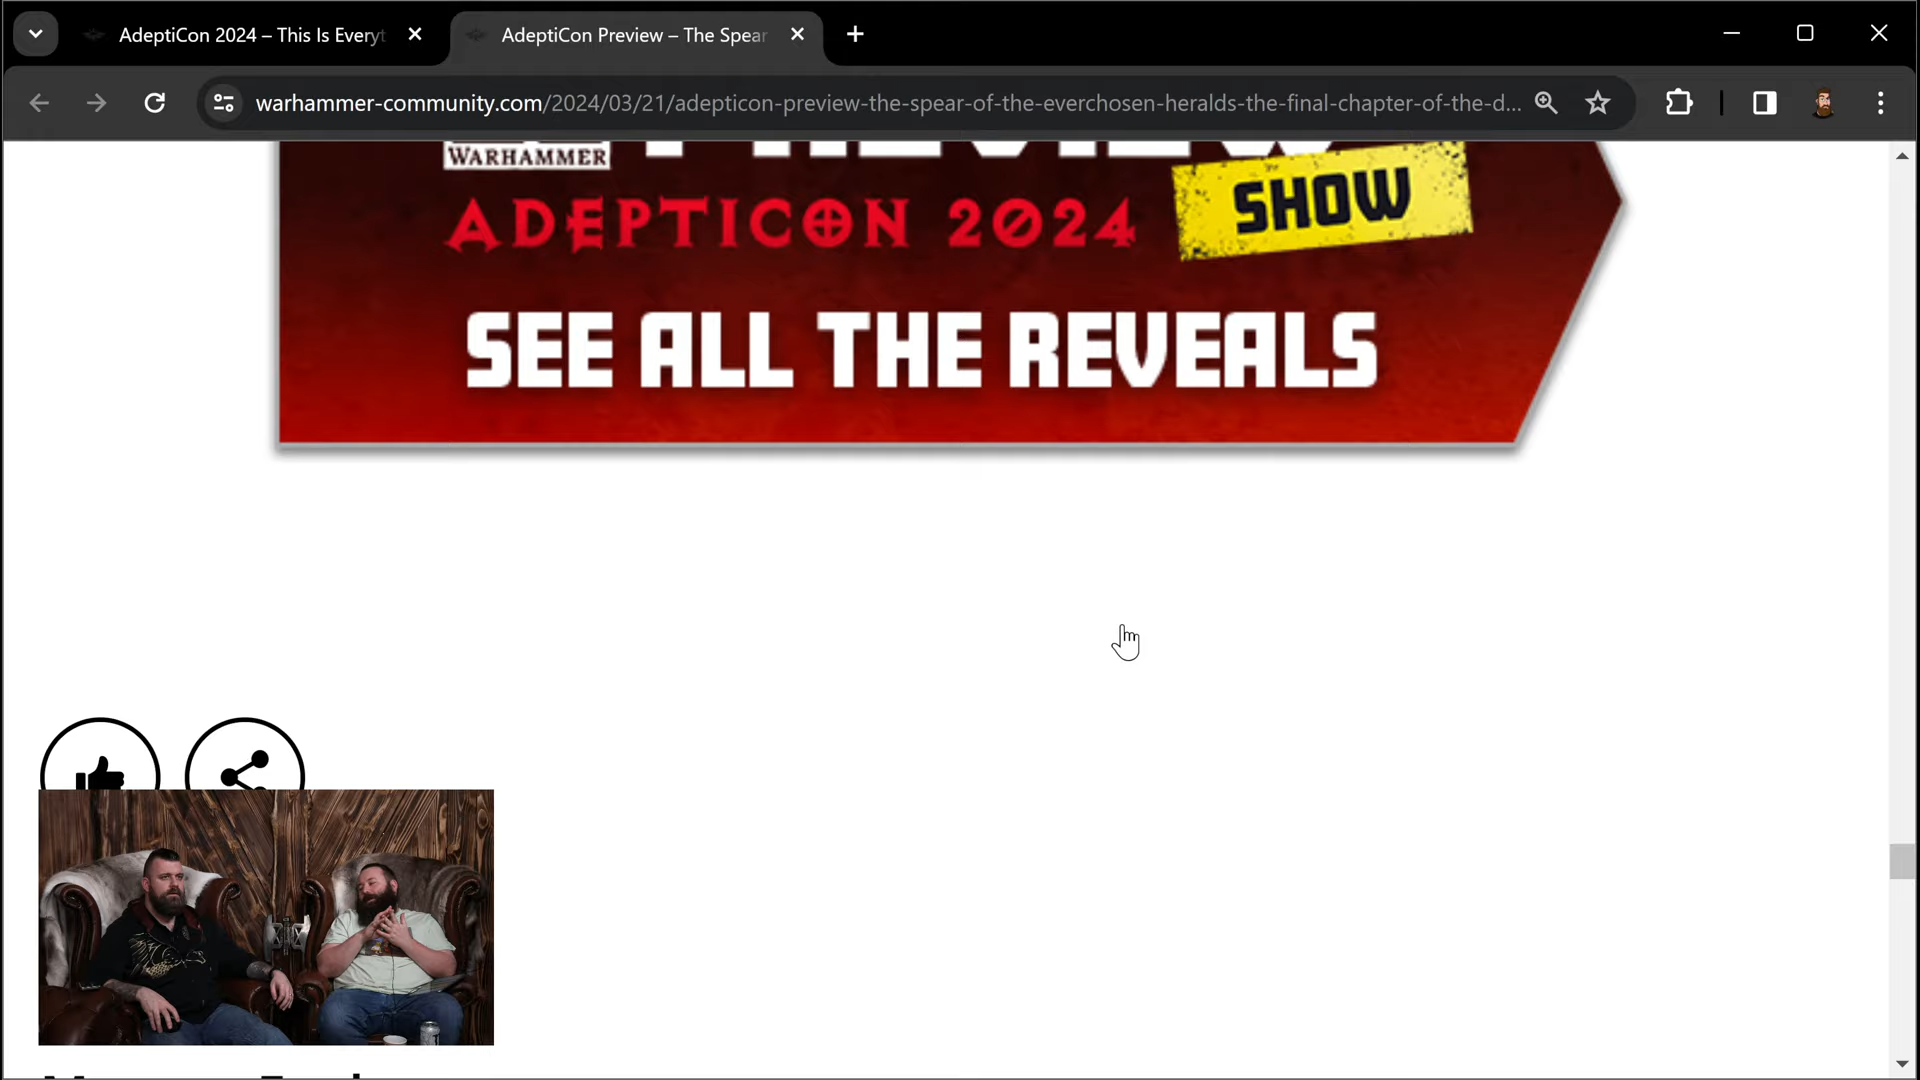 AdeptiCon 2024 – This Is Everyt
AdeptiCon Preview – The Spear
warhammer-community.com/2024/03/21/adepticon-preview-the-spear-of-the-everchosen-heralds-the-final-chapter-of-the-d...
WARHAMMER
PREVIEW
SHOW
ADEPTICON 2024
SEE ALL THE REVEALS